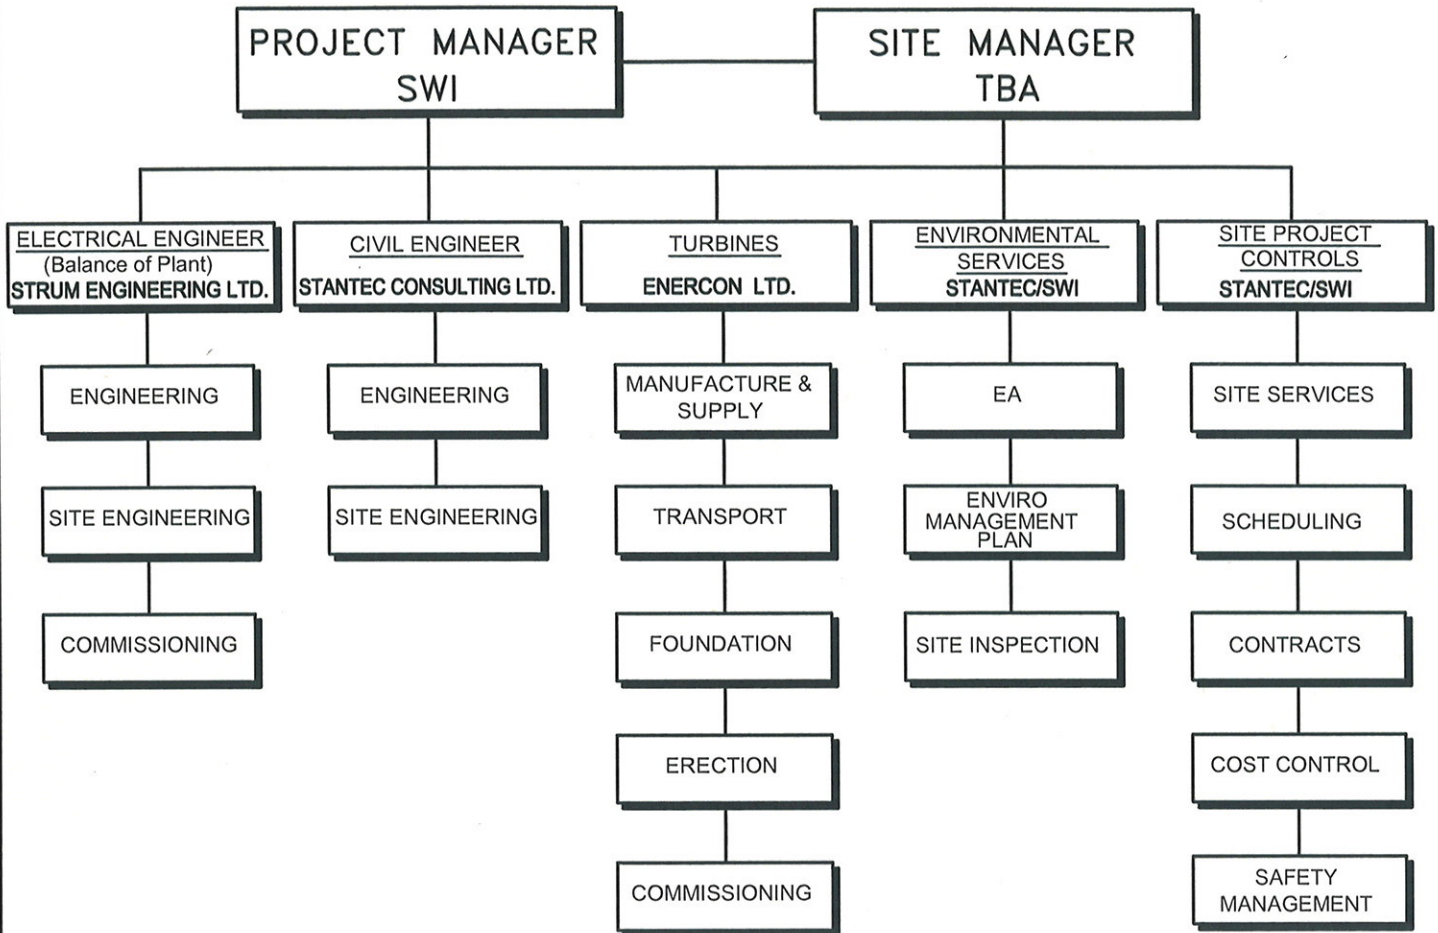 PROJECT MANAGER
SWI
SITE MANAGER
TBA
ELECTRICAL ENGINEER
(Balance of Plant)
STRUM ENGINEERING LTD.
CIVIL ENGINEER
STANTEC CONSULTING LTD.
TURBINES
ENERCON LTD.
ENVIRONMENTAL
SERVICES
STANTEC/SWI
SITE PROJECT
CONTROLS
STANTEC/SWI
ENGINEERING
SITE ENGINEERING
COMMISSIONING
ENGINEERING
SITE ENGINEERING
MANUFACTURE &
SUPPLY
TRANSPORT
FOUNDATION
ERECTION
COMMISSIONING
EA
ENVIRO
MANAGEMENT
PLAN
SITE INSPECTION
SITE SERVICES
SCHEDULING
CONTRACTS
COST CONTROL
SAFETY
MANAGEMENT